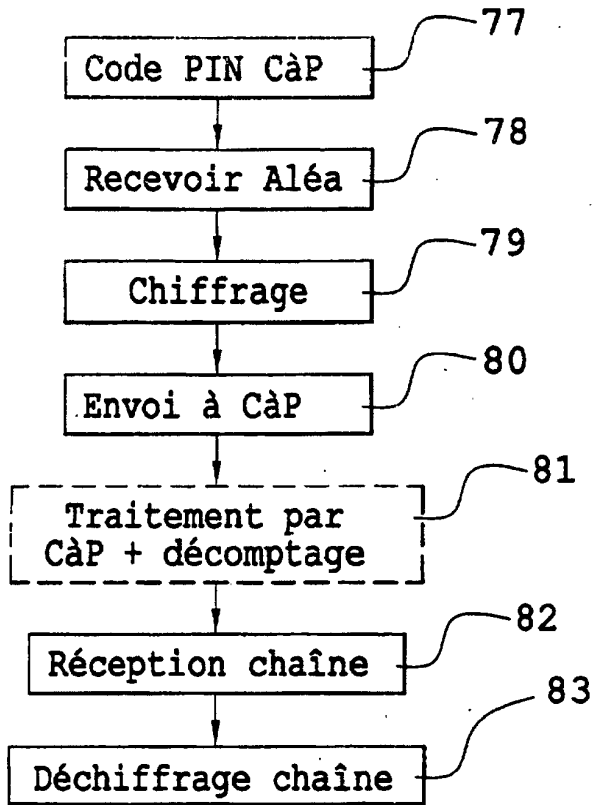 77
Code PIN CàP
78
Recevoir Aléa
79
Chiffrage
80
Envoi à CàP
81
Traitement par
CàP + décomptage
82
Réception chaîne
83
Déchiffrage chaîne